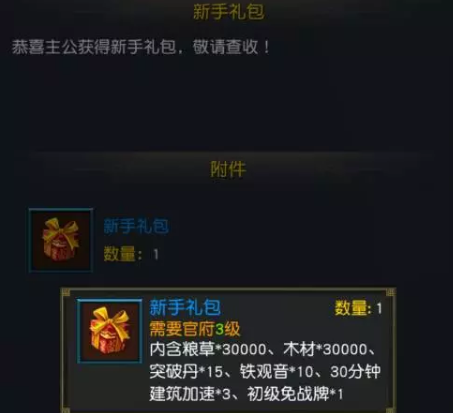 新手礼包
恭喜主公获得新手礼包，敬请查收！
附件
新手礼包
数量：1
新手礼包 数量:1
需要官府3级
内含粮草*30000、木材*30000、
突破丹*15、铁观音*10、30分钟
建筑加速*3、初级免战牌*1